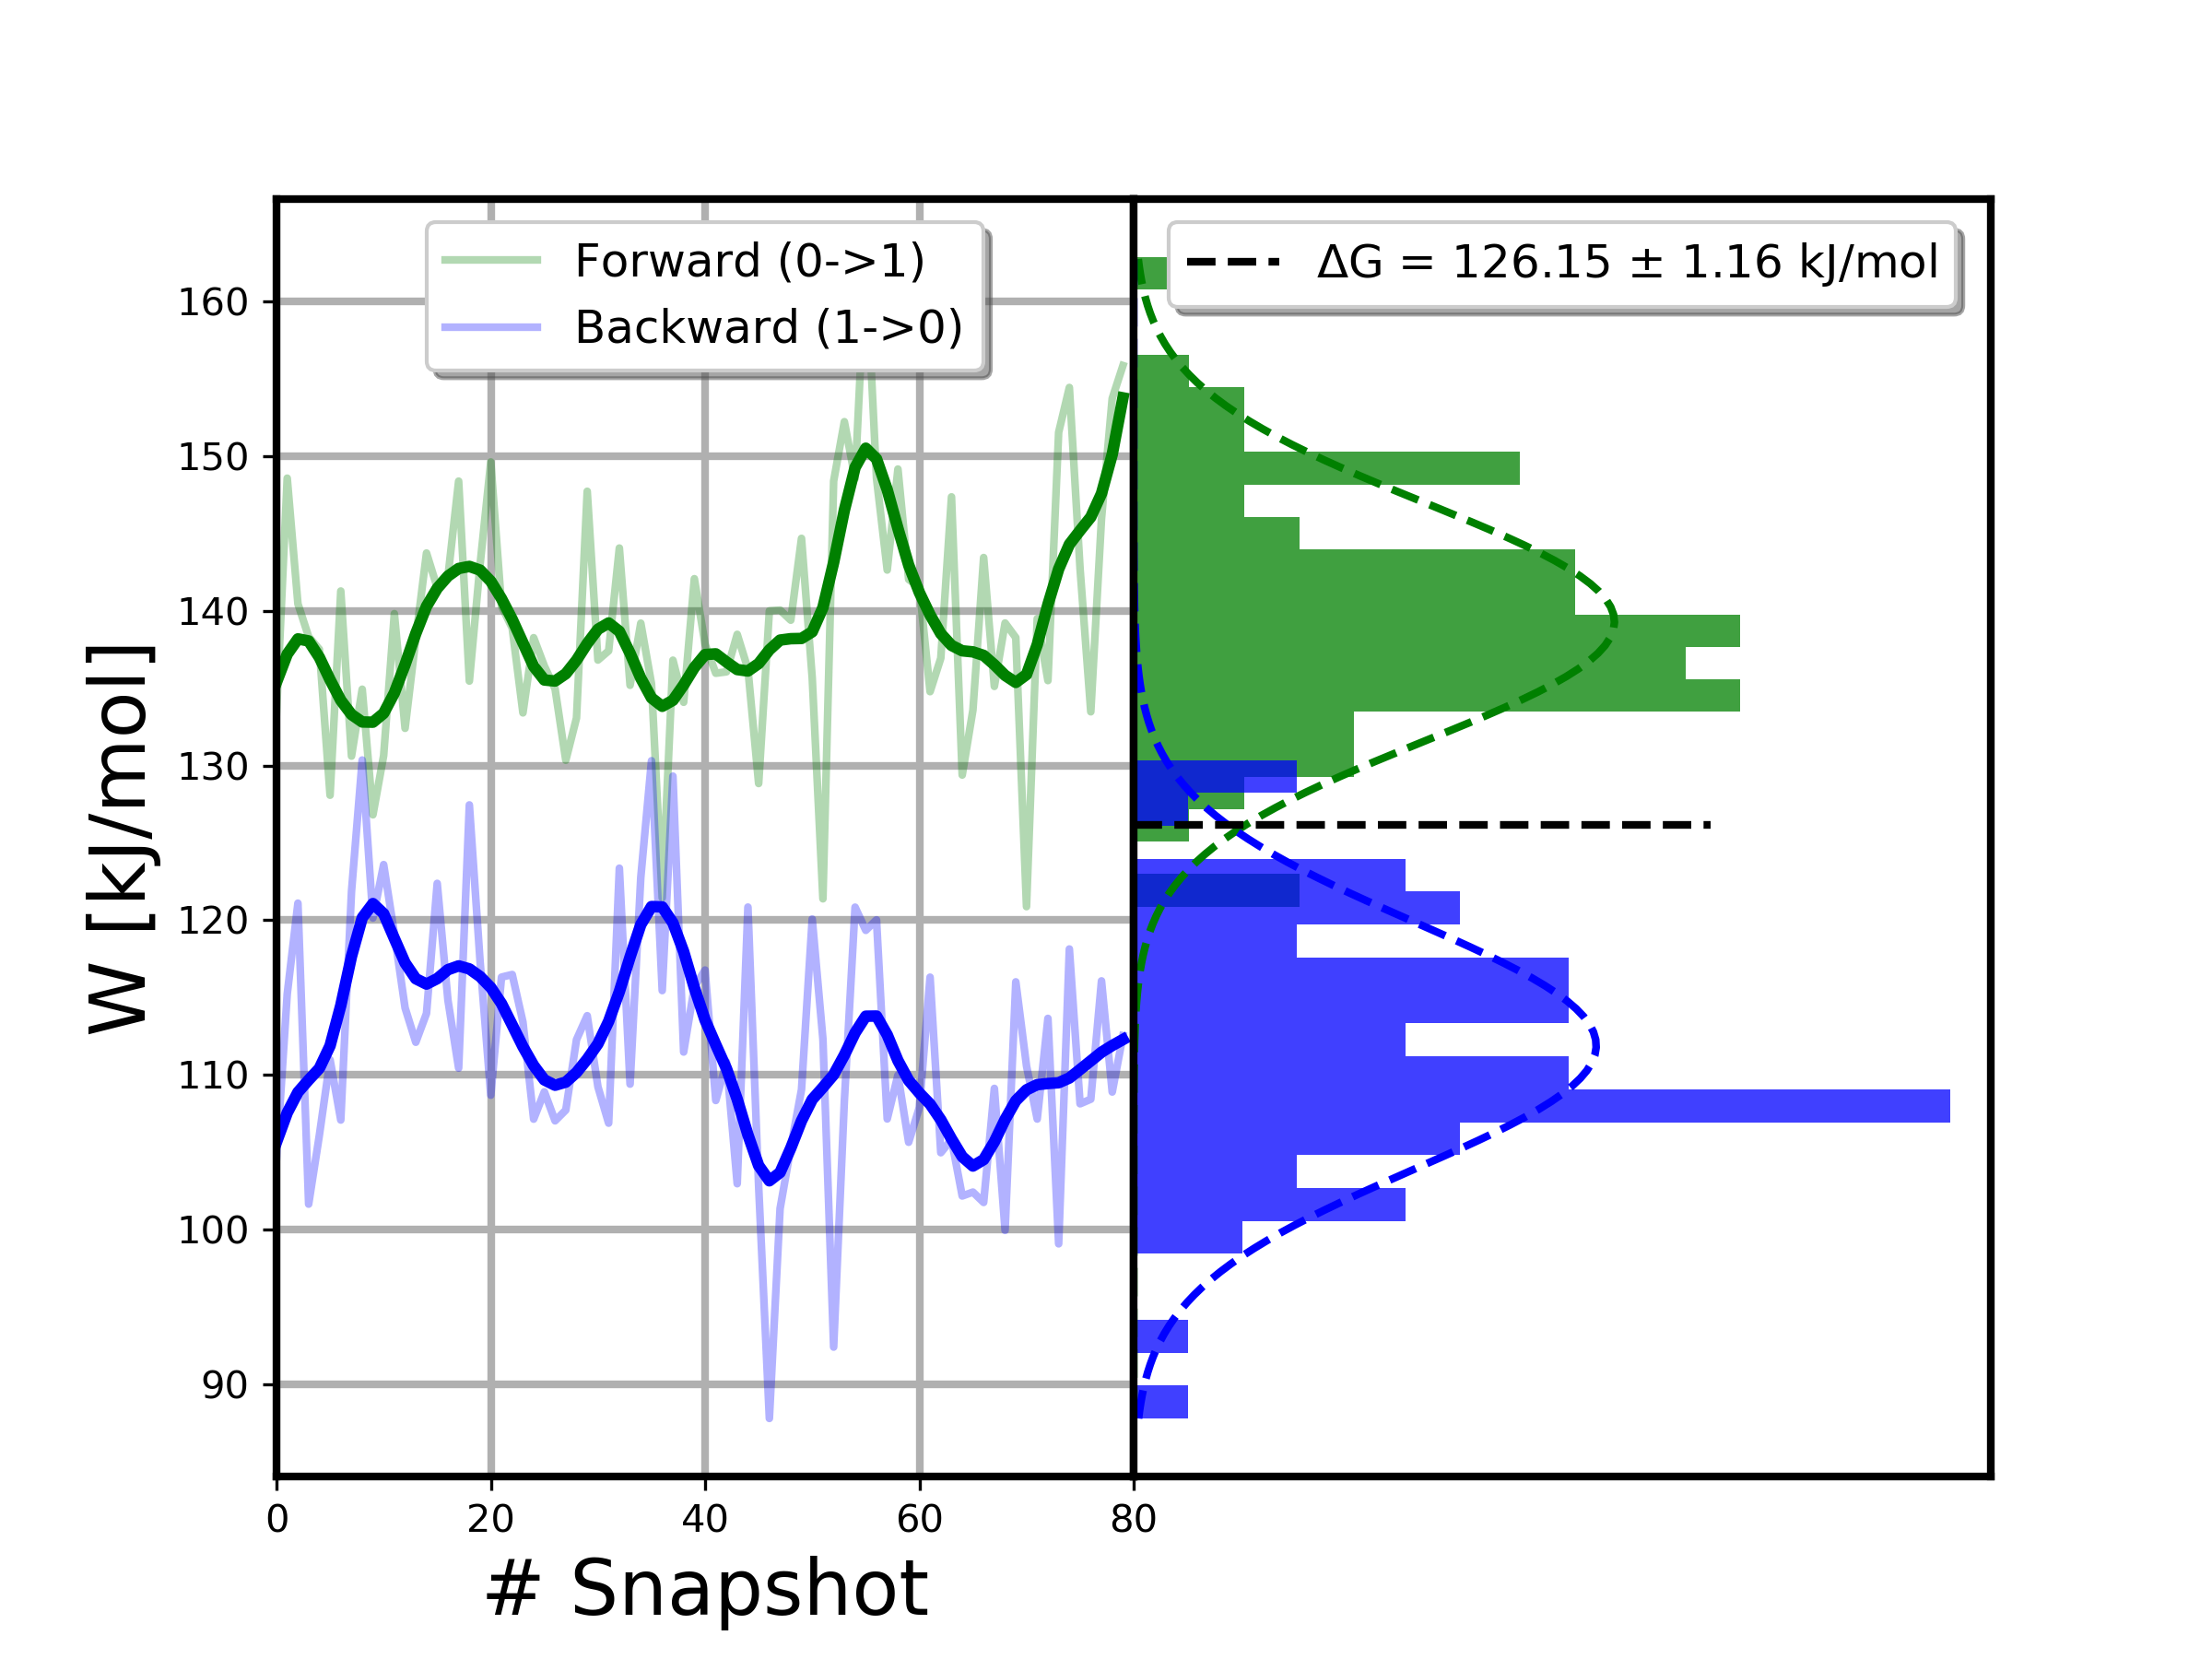 Forward (0->1)
Backward (1->0)
ΔG = 126.15 ± 1.16 kJ/mol
160
150
140
130
120
110
100
90
W [kJ/mol]
0 20 40 60 80
# Snapshot